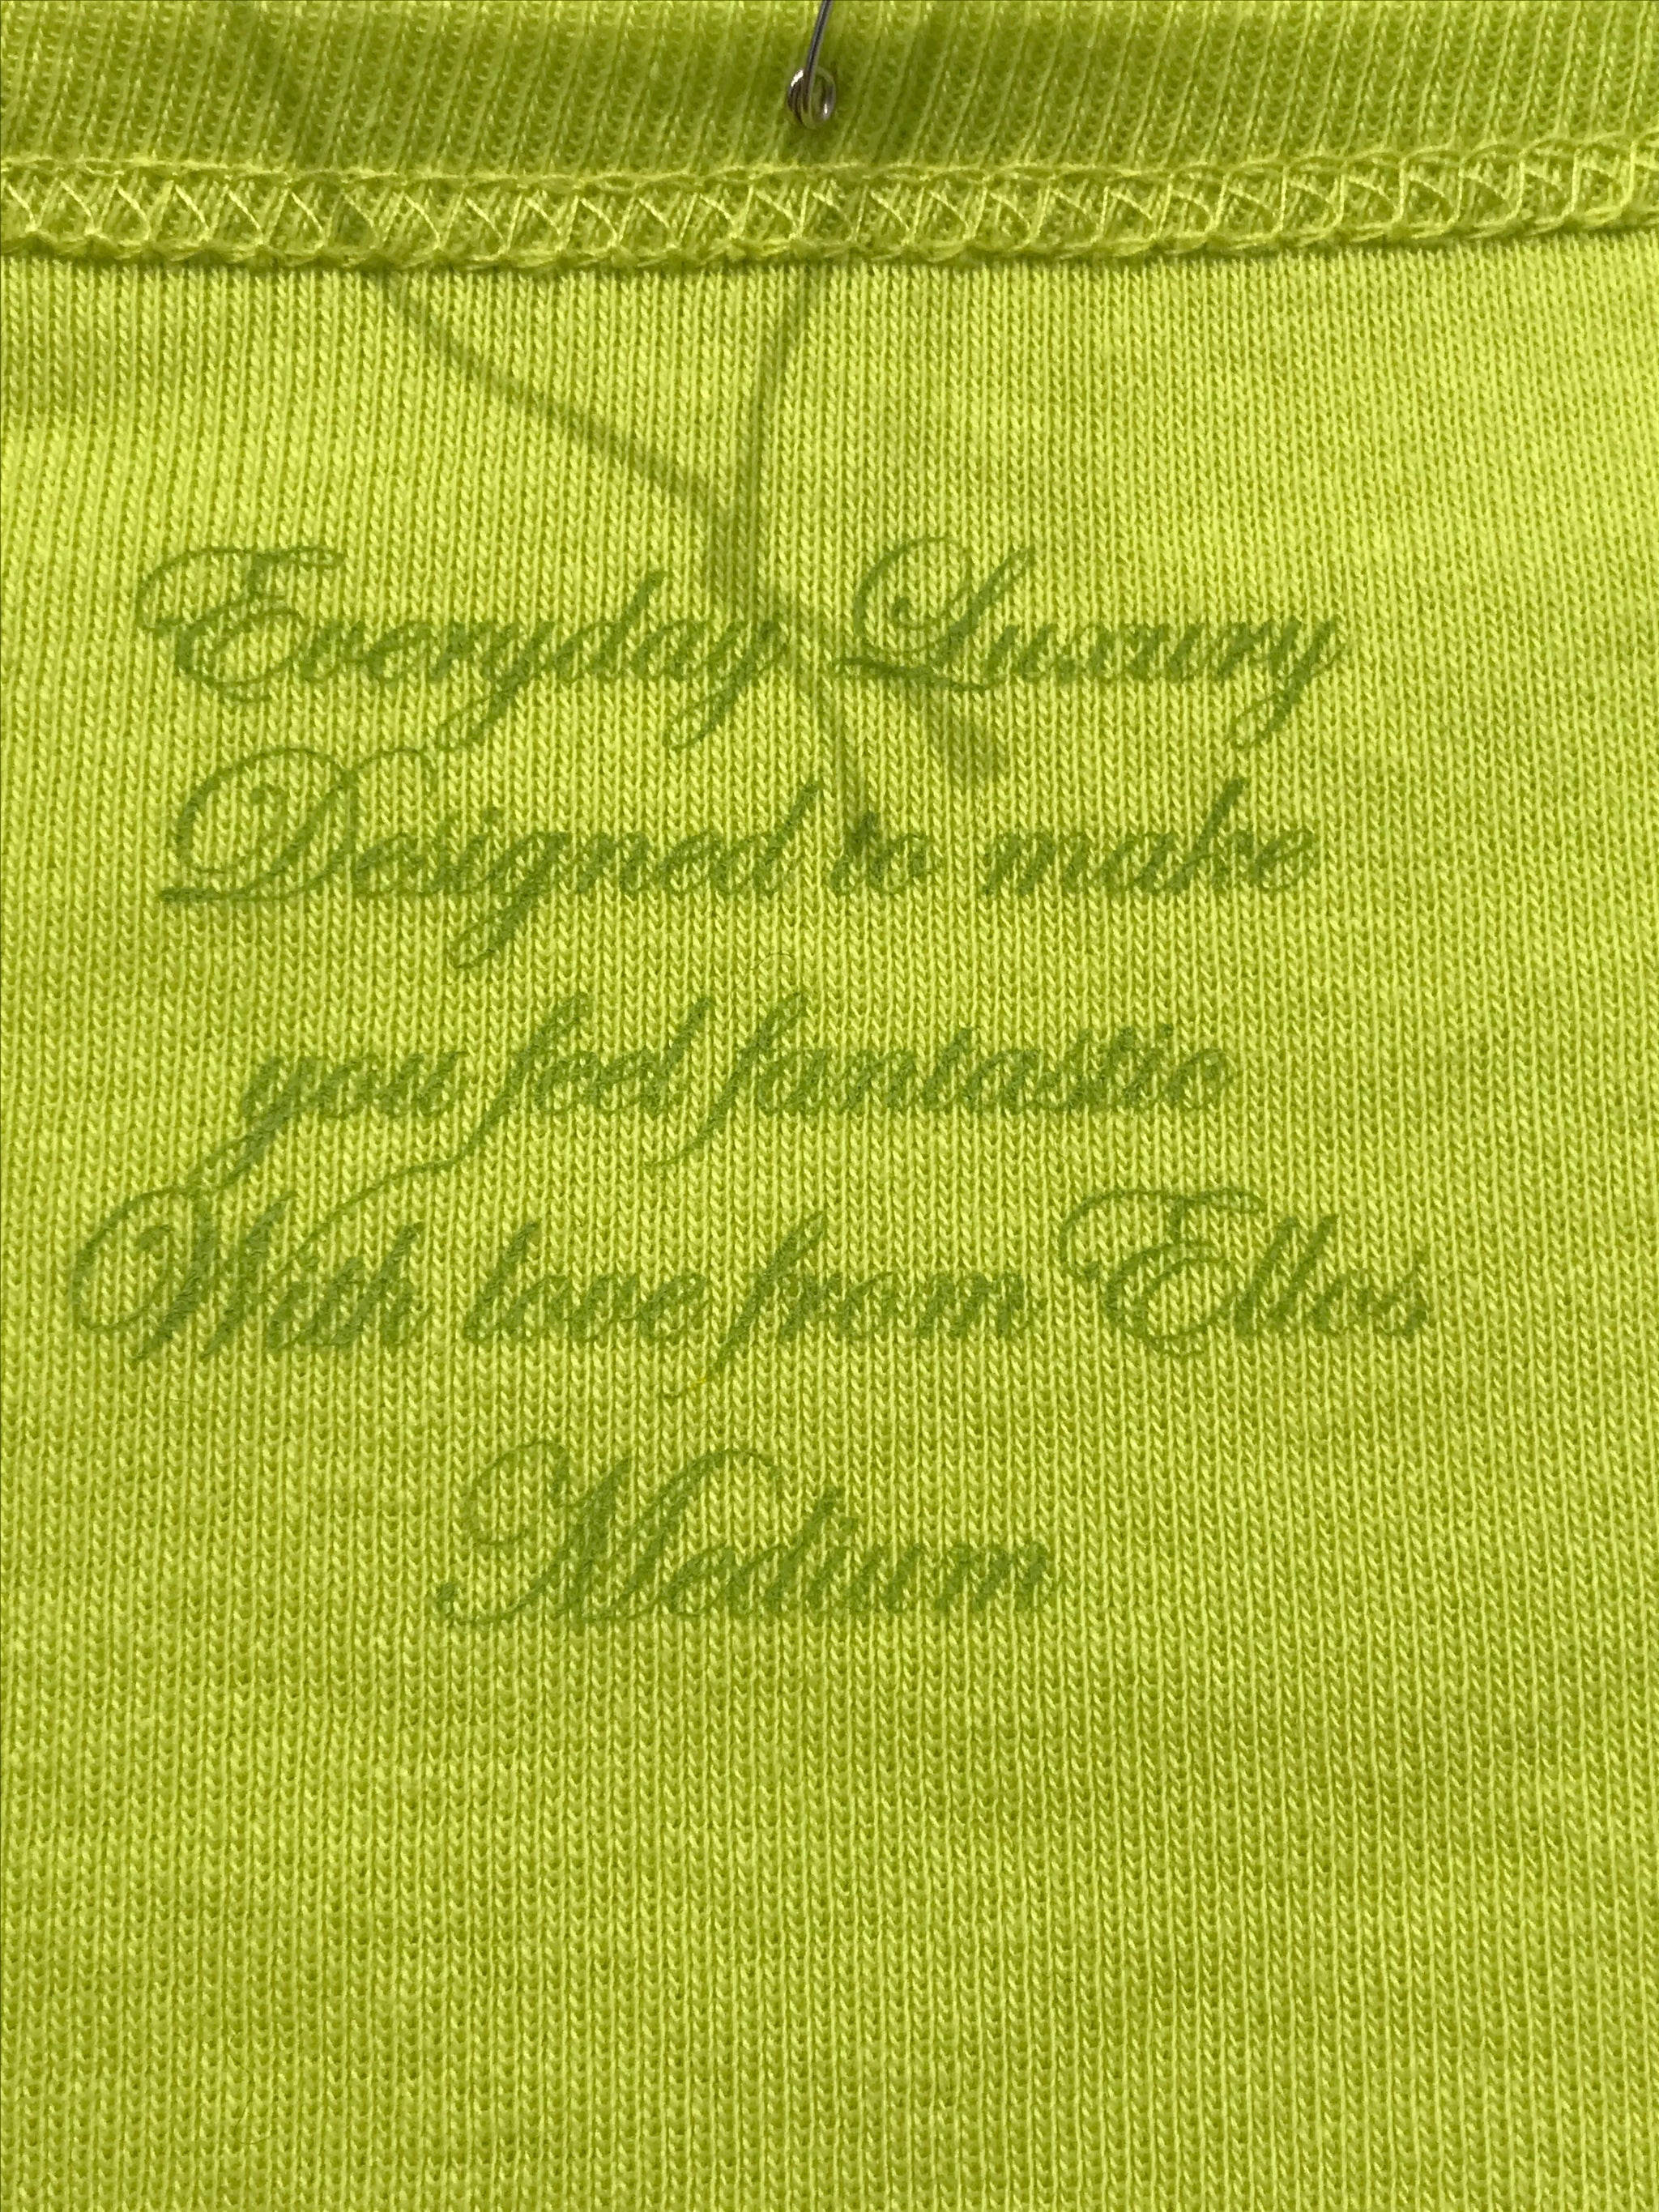 Everyday Luxury
Designed to make
you feel fantastic
With love from Ellos
Medium